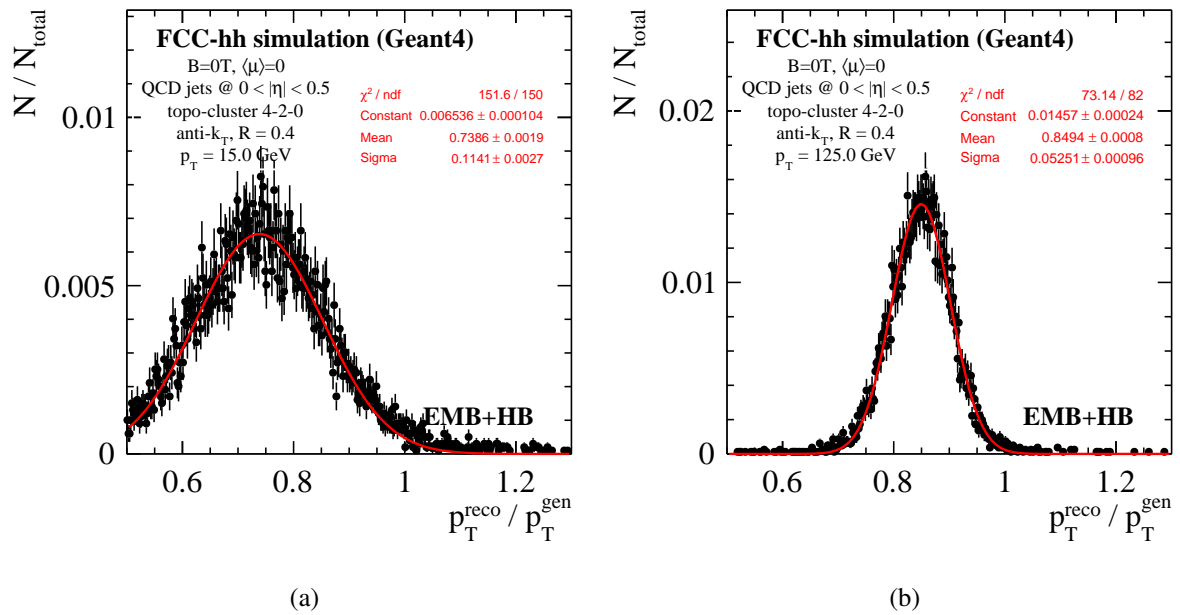 N / N_total
0.01
0.005
0
FCC-hh simulation (Geant4)
B=0T, ⟨μ⟩=0
QCD jets @ 0 < |η| < 0.5
topo-cluster 4-2-0
anti-k_T, R = 0.4
p_T = 15.0 GeV
χ² / ndf 151.6 / 150
Constant 0.006536 ± 0.000104
Mean 0.7386 ± 0.0019
Sigma 0.1141 ± 0.0027
EMB+HB
0.6 0.8 1 1.2
p_T^reco / p_T^gen
(a)
N / N_total
0.02
0.01
0
FCC-hh simulation (Geant4)
B=0T, ⟨μ⟩=0
QCD jets @ 0 < |η| < 0.5
topo-cluster 4-2-0
anti-k_T, R = 0.4
p_T = 125.0 GeV
χ² / ndf 73.14 / 82
Constant 0.01457 ± 0.00024
Mean 0.8494 ± 0.0008
Sigma 0.05251 ± 0.00096
EMB+HB
0.6 0.8 1 1.2
p_T^reco / p_T^gen
(b)